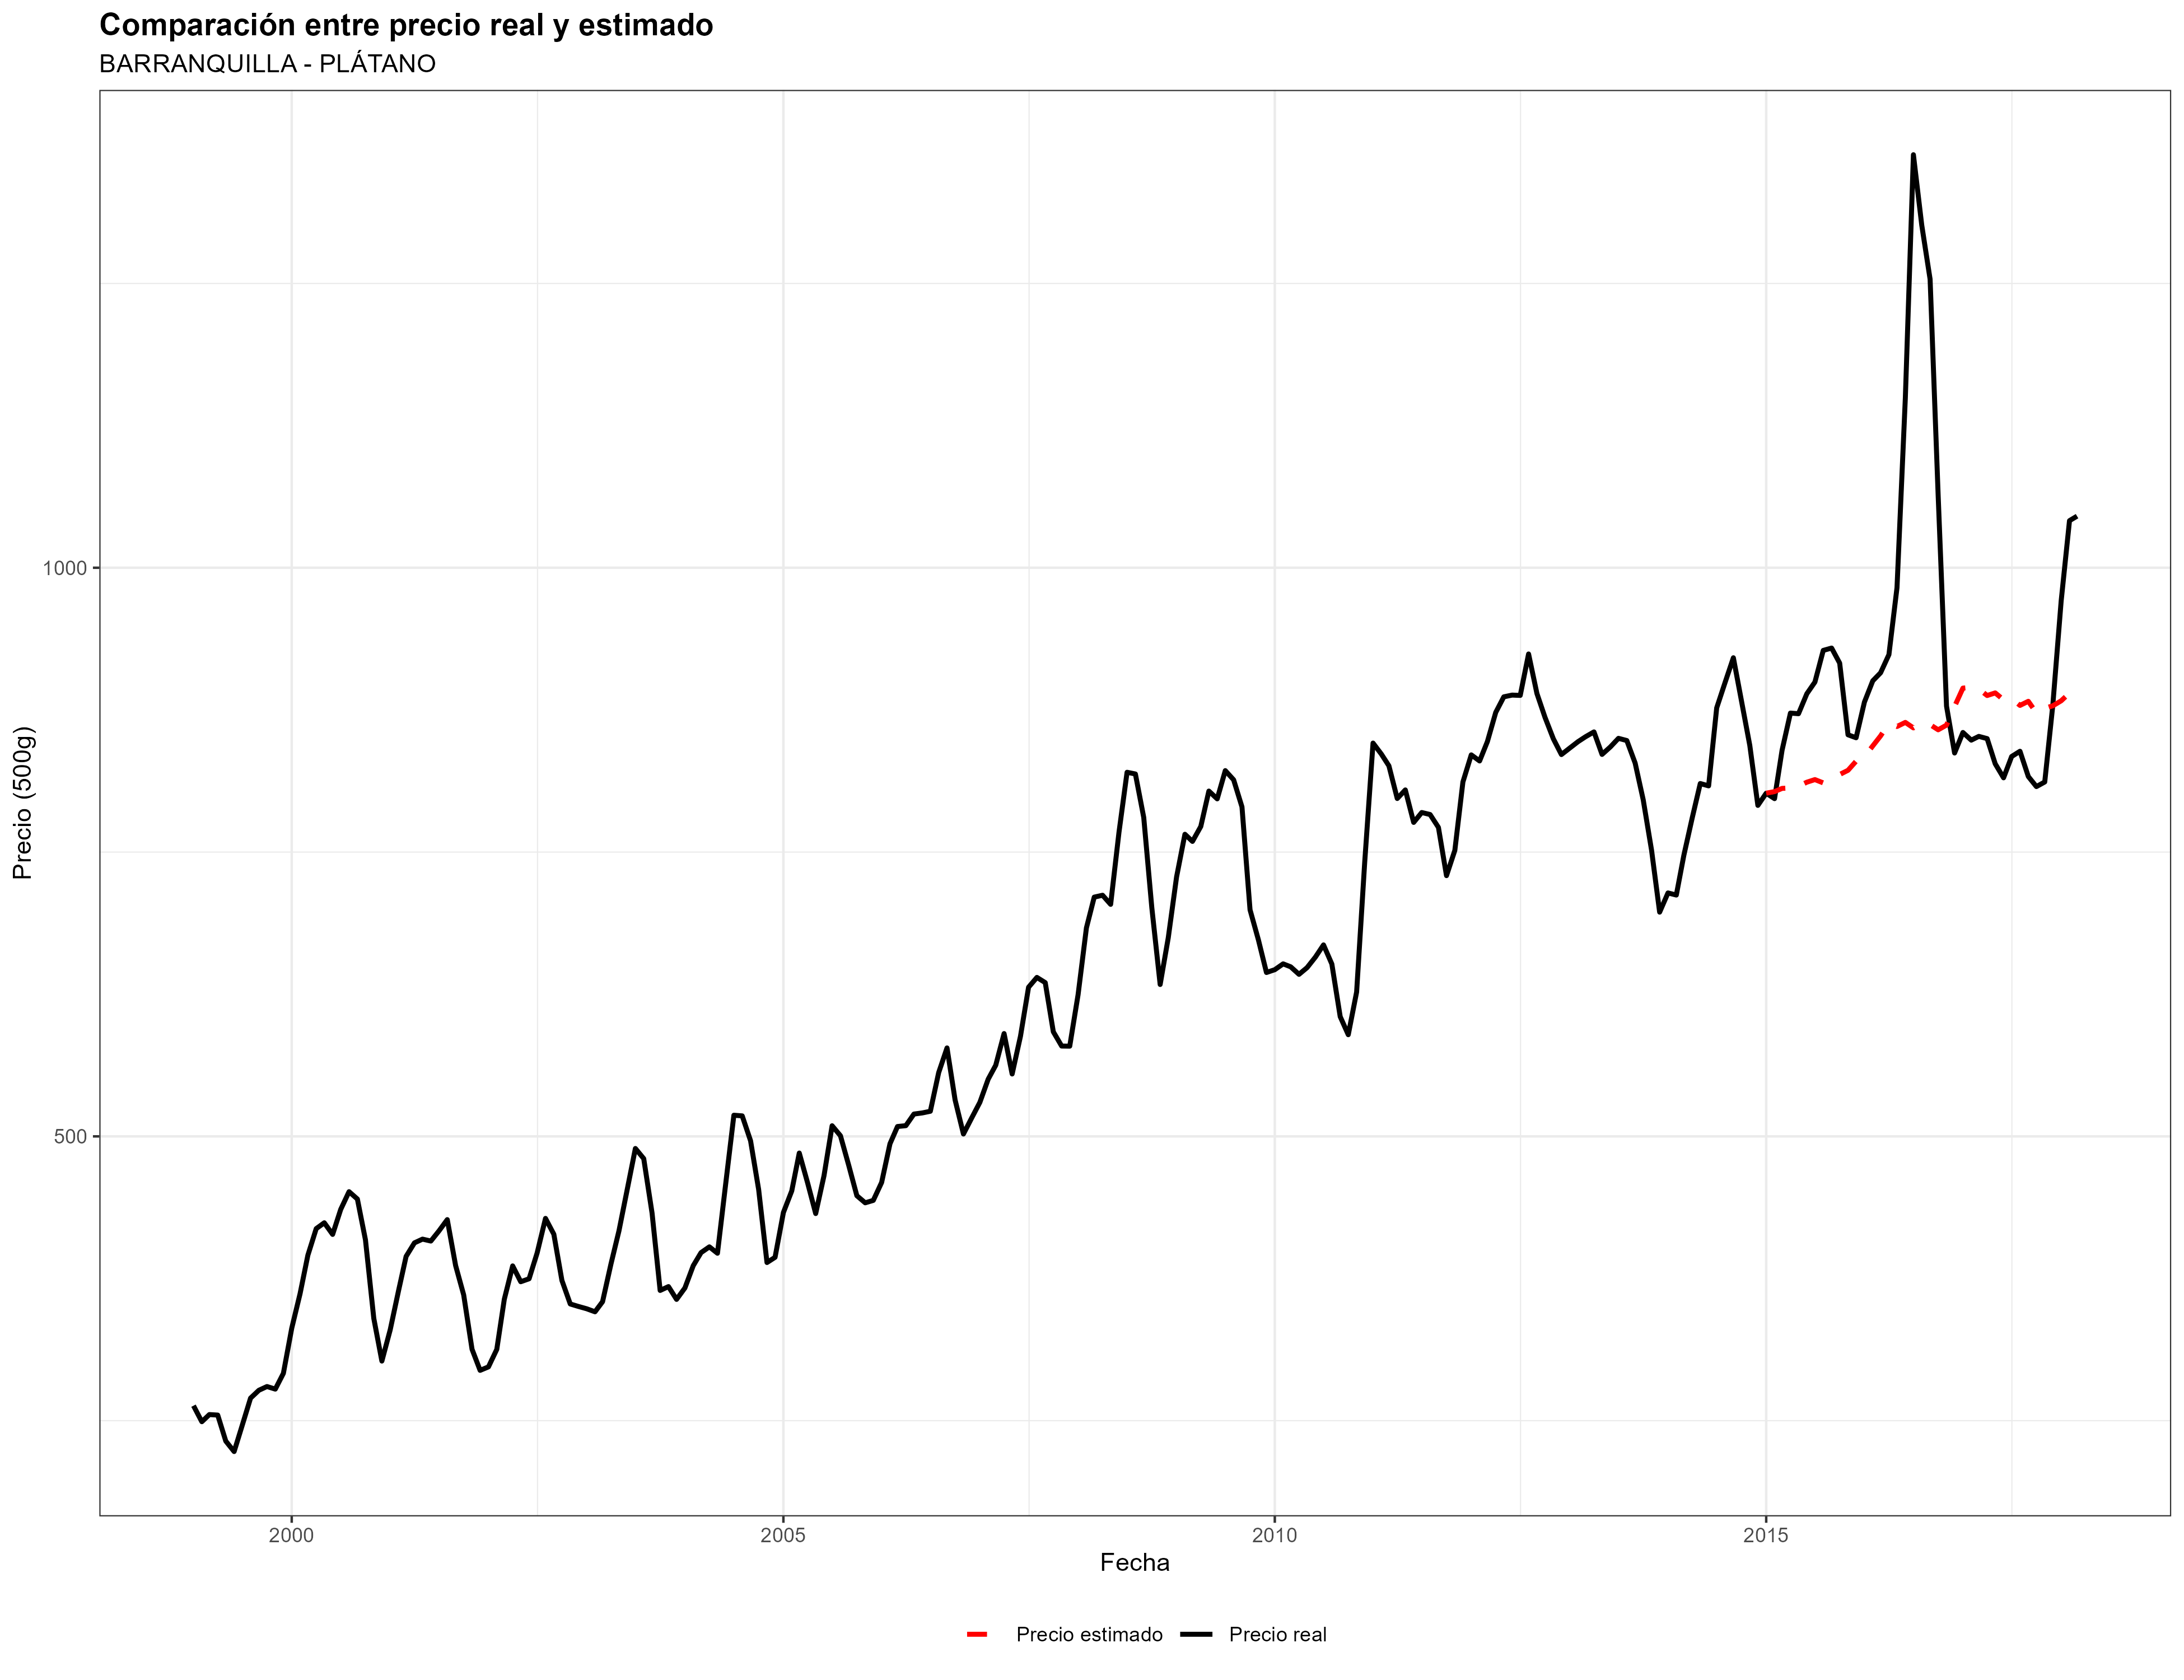 Comparación entre precio real y estimado
BARRANQUILLA - PLÁTANO
Precio (500g)
1000
500
2000
2005
2010
2015
Fecha
Precio estimado
Precio real